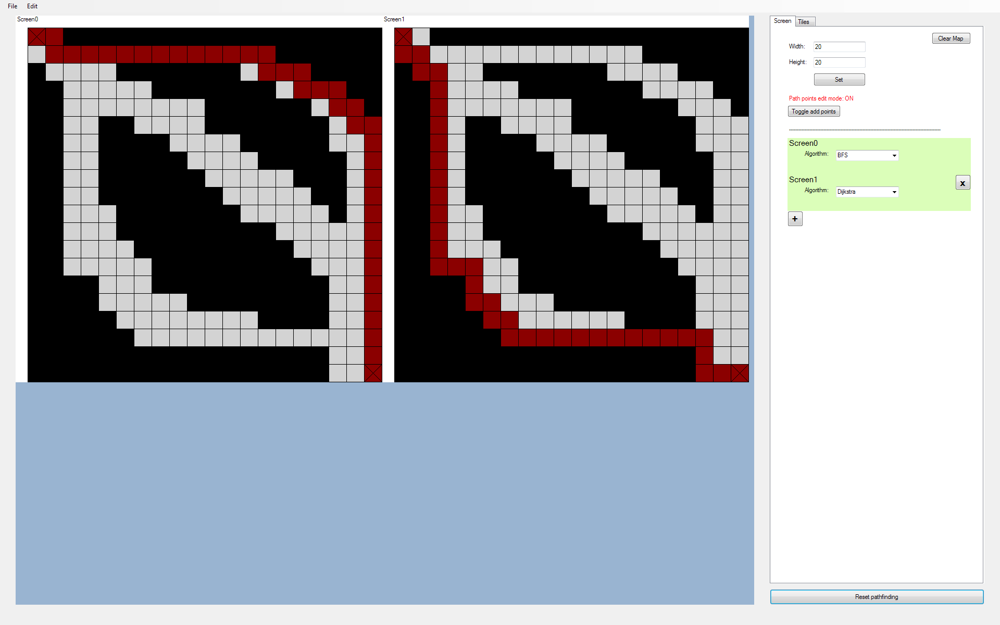 File Edit
Screen0 Screen1
Screen Tiles
Clear Map
Width: 20
Height: 20
Set
Path points edit mode: ON
Toggle add points
Screen0
Algorithm: BFS
Screen1
x
Algorithm: Dijkstra
+
Reset pathfinding